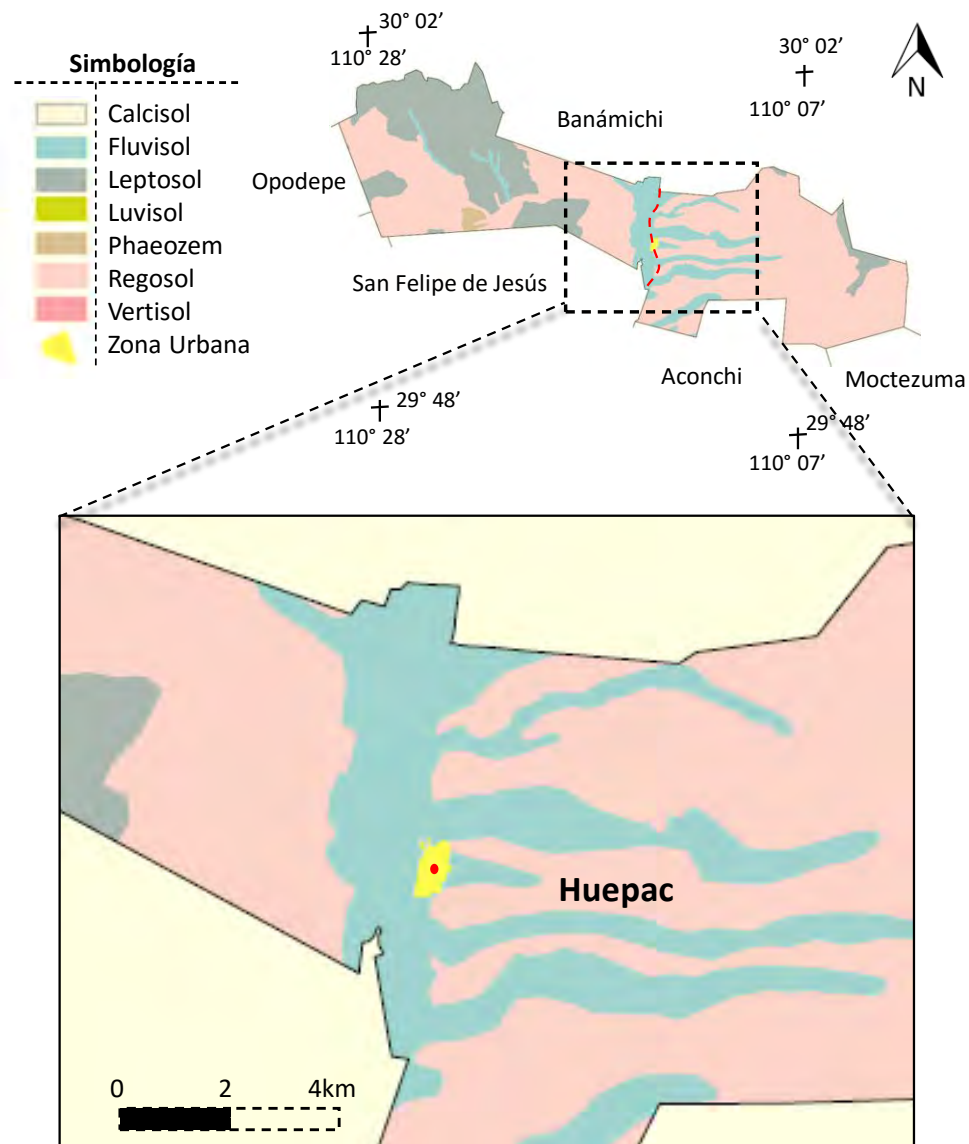 Simbología
Calcisol
Fluvisol
Leptosol
Luvisol
Phaeozem
Regosol
Vertisol
Zona Urbana
30° 02’
110° 28’
30° 02’
110° 07’
N
Banámichi
Opodepe
San Felipe de Jesús
Aconchi
Moctezuma
29° 48’
110° 28’
29° 48’
110° 07’
Huepac
0 2 4km